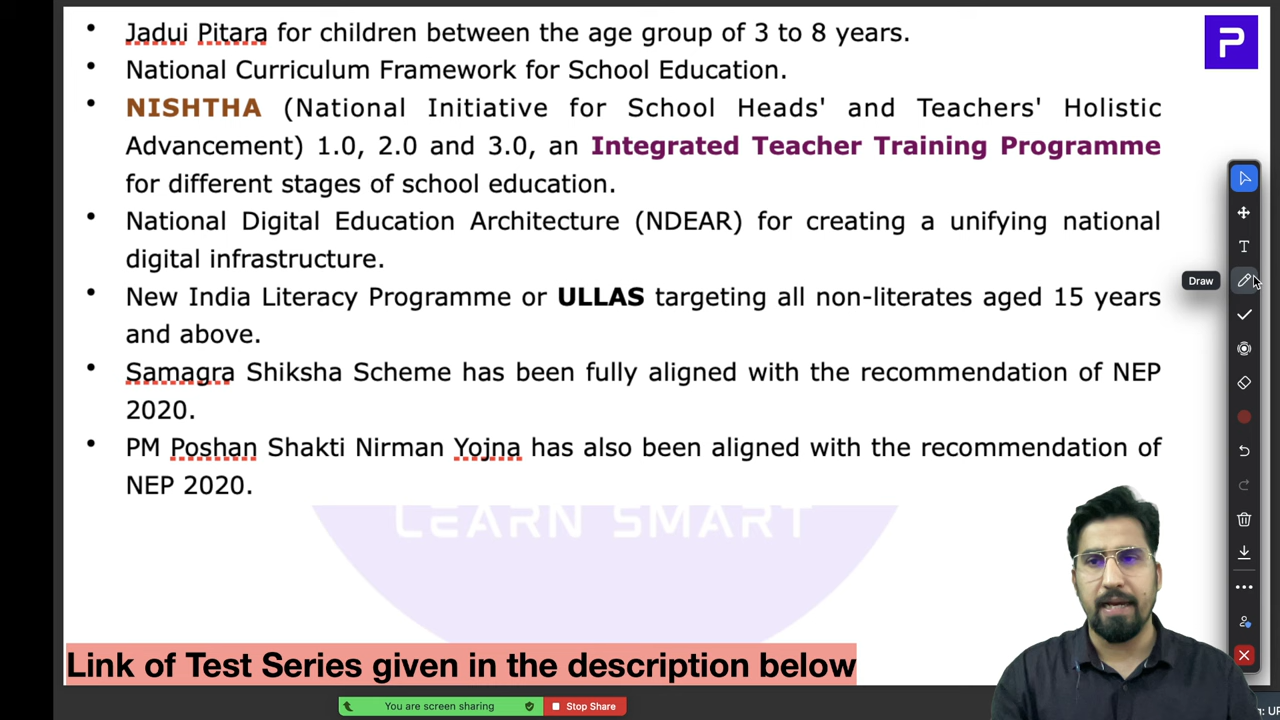 • Jadui Pitara for children between the age group of 3 to 8 years.
• National Curriculum Framework for School Education.
• NISHTHA (National Initiative for School Heads' and Teachers' Holistic
Advancement) 1.0, 2.0 and 3.0, an Integrated Teacher Training Programme
for different stages of school education.
• National Digital Education Architecture (NDEAR) for creating a unifying national
digital infrastructure.
Draw
• New India Literacy Programme or ULLAS targeting all non-literates aged 15 years
and above.
• Samagra Shiksha Scheme has been fully aligned with the recommendation of NEP
2020.
• PM Poshan Shakti Nirman Yojna has also been aligned with the recommendation of
NEP 2020.
LEARN SMART
Link of Test Series given in the description below
You are screen sharing
Stop Share